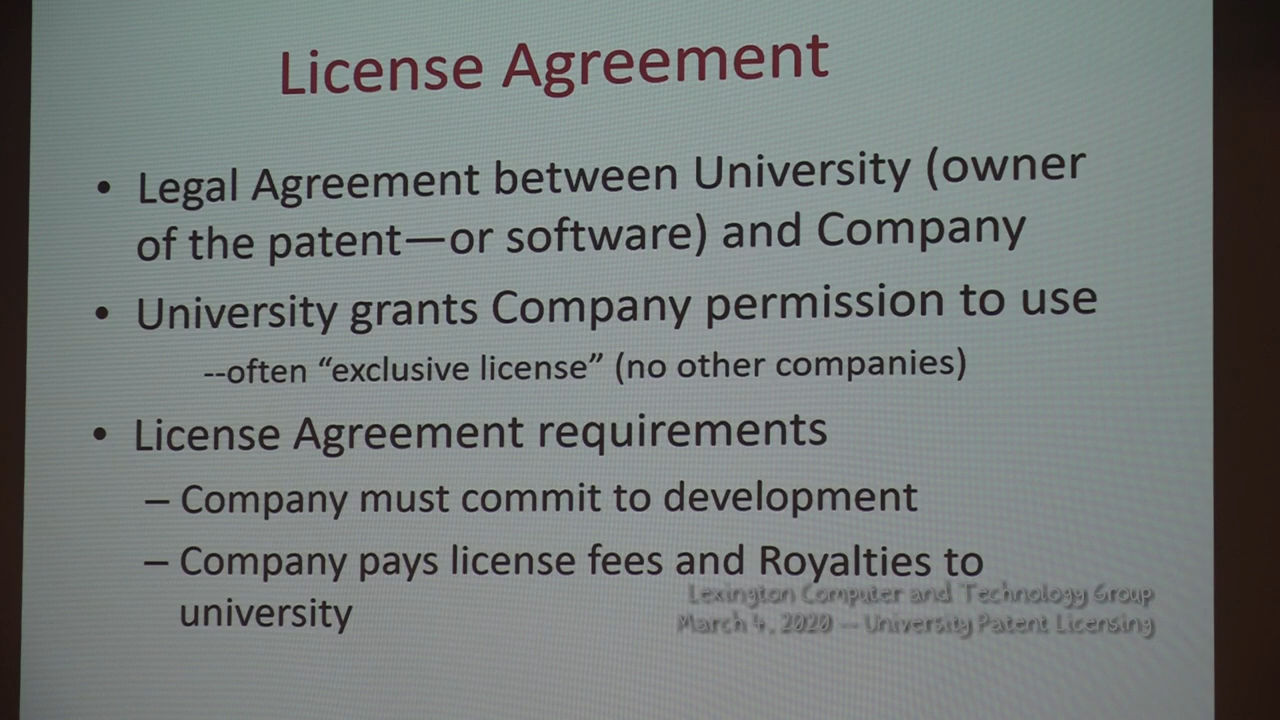 License Agreement
• Legal Agreement between University (owner
of the patent—or software) and Company
• University grants Company permission to use
--often “exclusive license” (no other companies)
• License Agreement requirements
– Company must commit to development
– Company pays license fees and Royalties to
university
Lexington Computer and Technology Group
March 4, 2020 -- University Patent Licensing